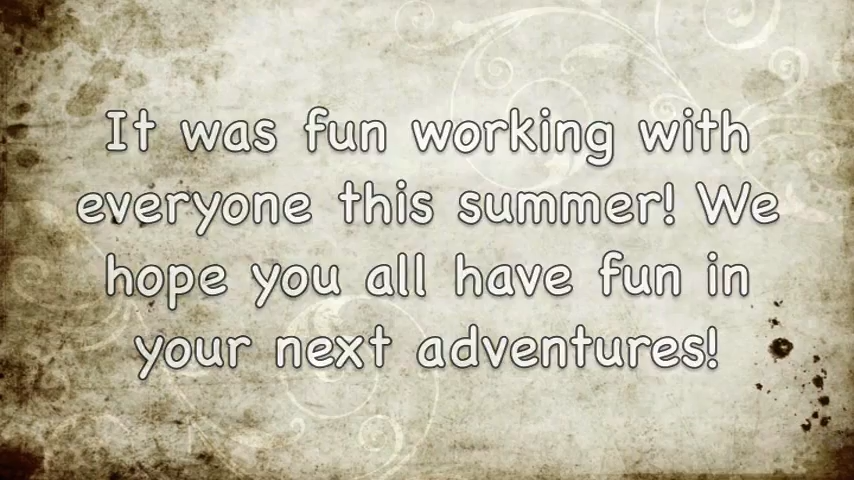 It was fun working with
everyone this summer! We
hope you all have fun in
your next adventures!